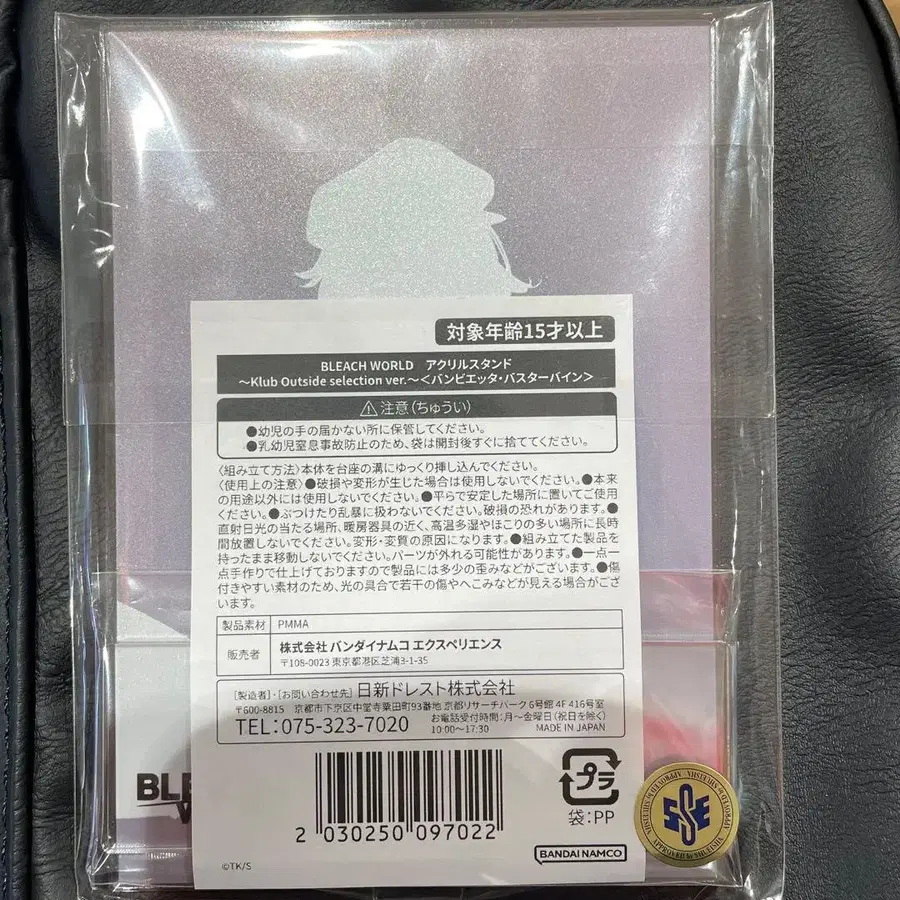 対象年齢15才以上
BLEACH WORLD アクリルスタンド
～Klub Outside selection ver.～<バンビエッタ・バスターバイン>
⚠注意(ちゅうい)
●幼児の手の届かない所に保管してください。
●乳幼児窒息事故防止のため、袋は開封後すぐに捨ててください。
〈組み立て方法〉本体を台座の溝にゆっくり挿し込んでください。
〈使用上の注意〉●破損や変形が生じた場合は使用しないでください。●本来
の用途以外には使用しないでください。●平らで安定した場所に置いてご使用
ください。●ぶつけたり乱暴に扱わないでください。破損の恐れがあります。●
直射日光の当たる場所、暖房器具の近く、高温多湿やほこりの多い場所に長時
間放置しないでください。変形・変質の原因になります。●組み立てた製品を
持ったまま移動しないでください。パーツが外れる可能性があります。●一点一
点手作りで仕上げておりますので製品には多少の歪みなどがございます。●傷
付きやすい素材のため、光の具合で若干の傷やへこみなどが見える場合がござ
います。
製品素材 PMMA
販売者 株式会社 バンダイナムコ エクスペリエンス
〒108-0023 東京都港区芝浦3-1-35
[製造者]・[お問い合わせ先] 日新ドレスト株式会社
〒600-8815 京都市下京区中堂寺粟田町93番地 京都リサーチパーク6号館 4F 416号室
TEL:075-323-7020 お電話受付時間:月～金曜日(祝日を除く)
10:00～17:30 MADE IN JAPAN
BLE
プラ
袋:PP
2 030250 097022
BANDAI NAMCO
©TK/S
SSE
APPROVED by SHUEISHA